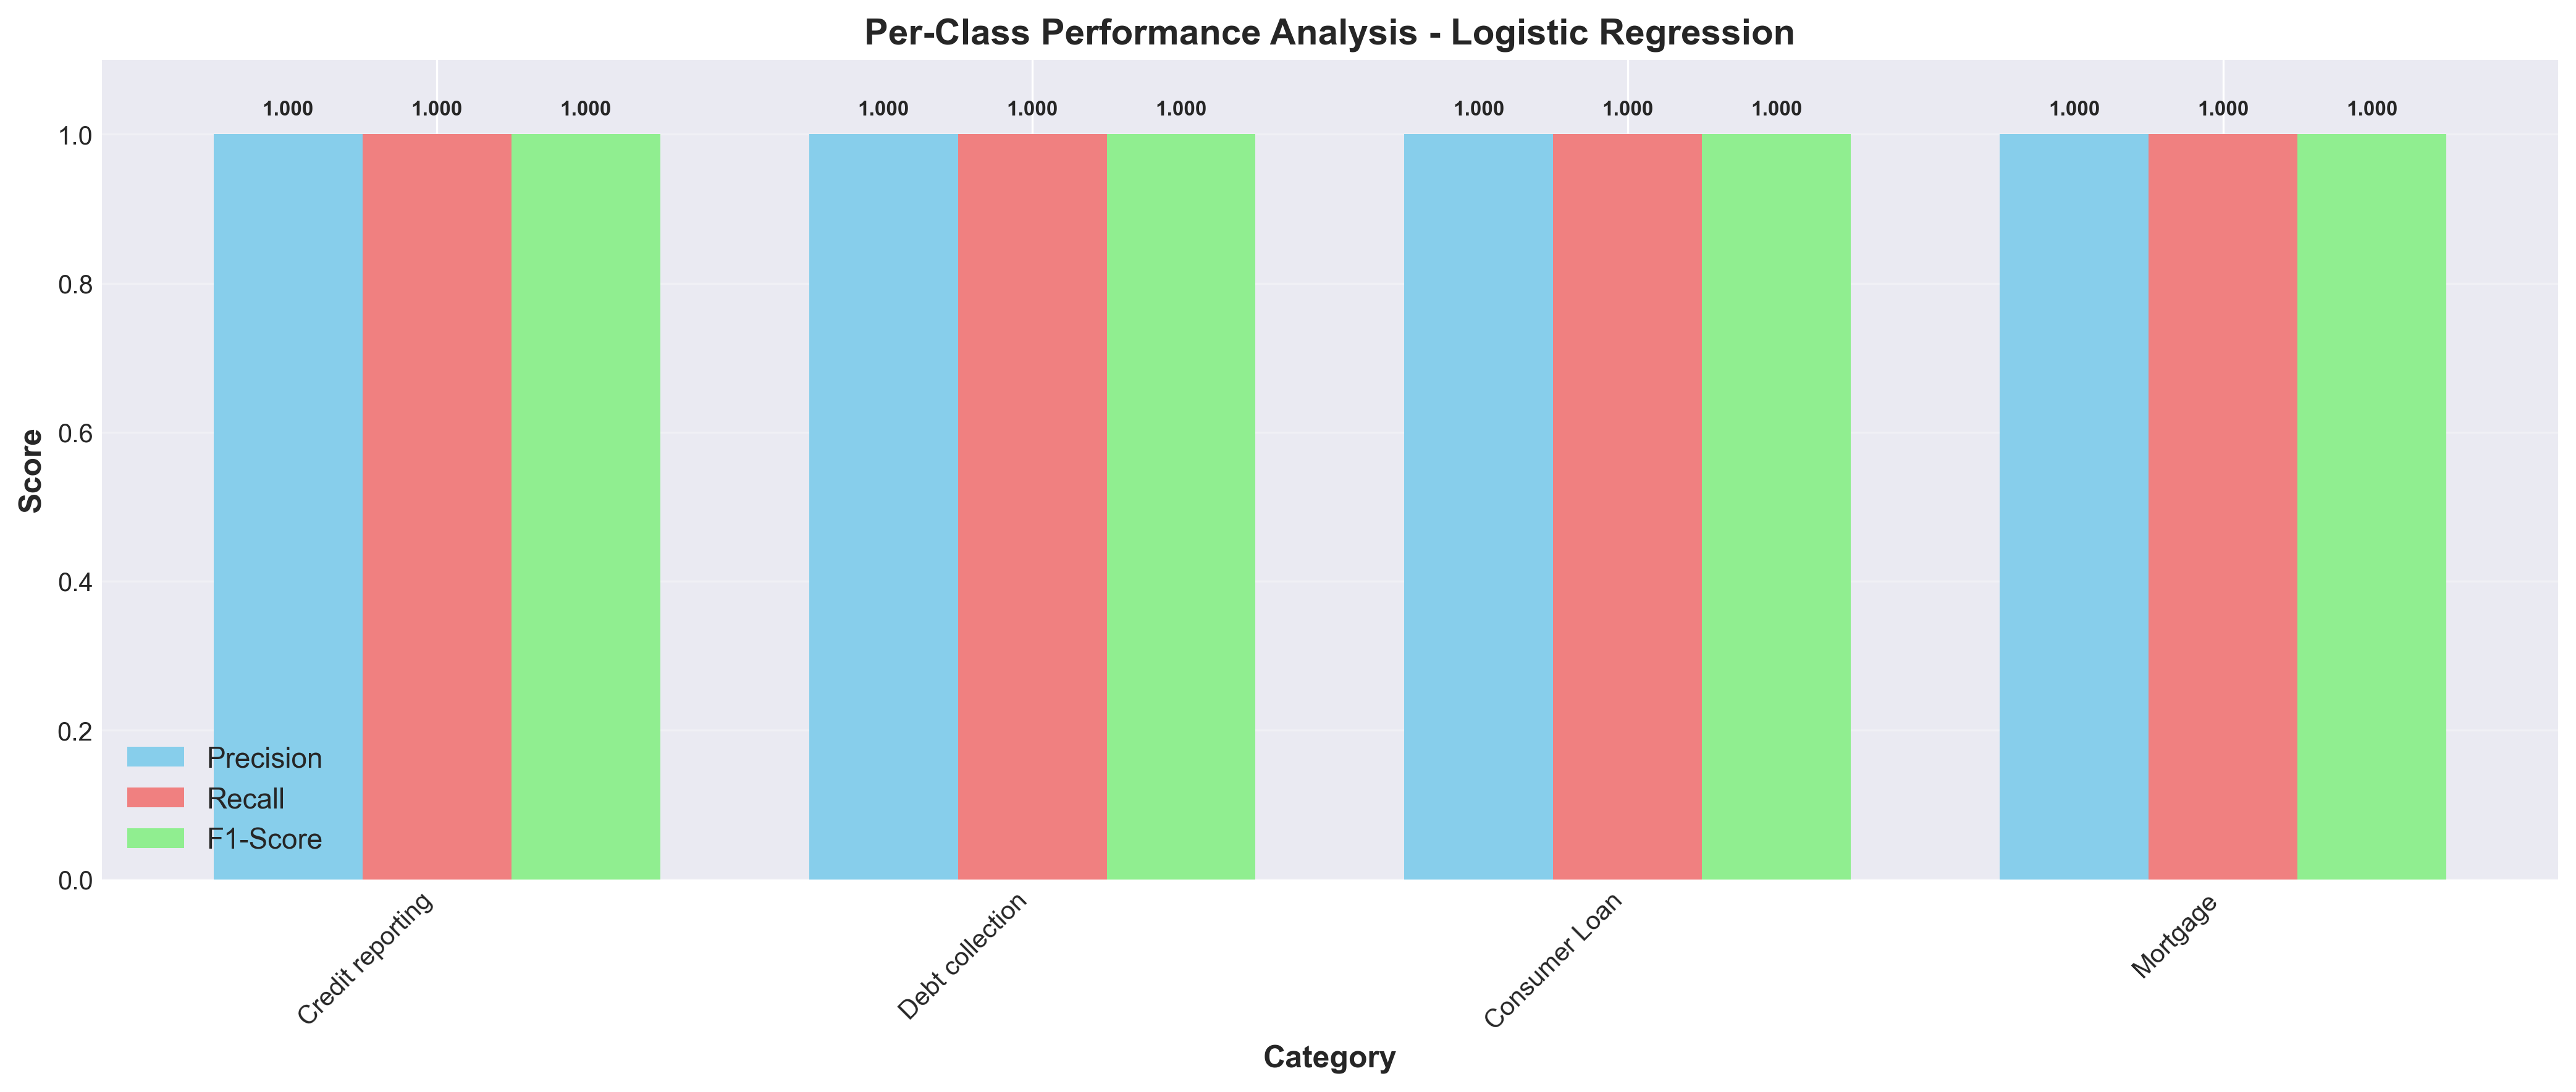 Per-Class Performance Analysis - Logistic Regression
1.000 1.000 1.000 1.000 1.000 1.000 1.000 1.000 1.000 1.000 1.000 1.000
1.0
0.8
0.6
0.4
0.2
0.0
Score
Precision
Recall
F1-Score
Credit reporting
Debt collection
Consumer Loan
Mortgage
Category